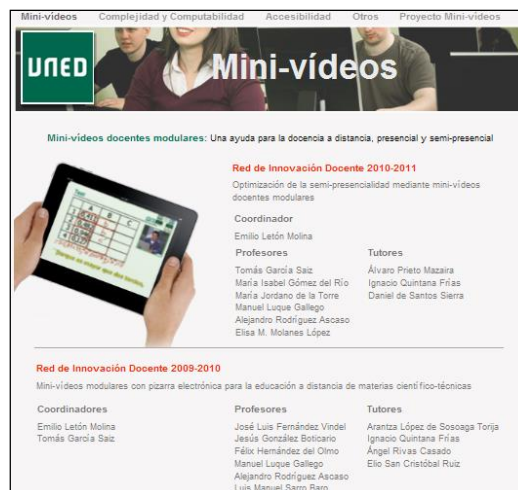 Mini-vídeos Complejidad y Computabilidad Accesibilidad Otros Proyecto Mini-vídeos
UNED
Mini-vídeos
Mini-vídeos docentes modulares: Una ayuda para la docencia a distancia, presencial y semi-presencial
Red de Innovación Docente 2010-2011
Optimización de la semi-presencialidad mediante mini-vídeos
docentes modulares
Coordinador
Emilio Letón Molina
Profesores
Tomás García Saiz
María Isabel Gómez del Río
María Jordano de la Torre
Manuel Luque Gallego
Alejandro Rodríguez Ascaso
Elisa M. Molanes López
Tutores
Álvaro Prieto Mazaira
Ignacio Quintana Frías
Daniel de Santos Sierra
A B C
Red de Innovación Docente 2009-2010
Mini-vídeos modulares con pizarra electrónica para la educación a distancia de materias científico-técnicas
Coordinadores
Emilio Letón Molina
Tomás García Saiz
Profesores
José Luis Fernández Vindel
Jesús González Boticario
Félix Hernández del Olmo
Manuel Luque Gallego
Alejandro Rodríguez Ascaso
Luis Manuel Sarro Baro
Tutores
Arantza López de Sosoaga Torija
Ignacio Quintana Frías
Ángel Rivas Casado
Elio San Cristóbal Ruiz